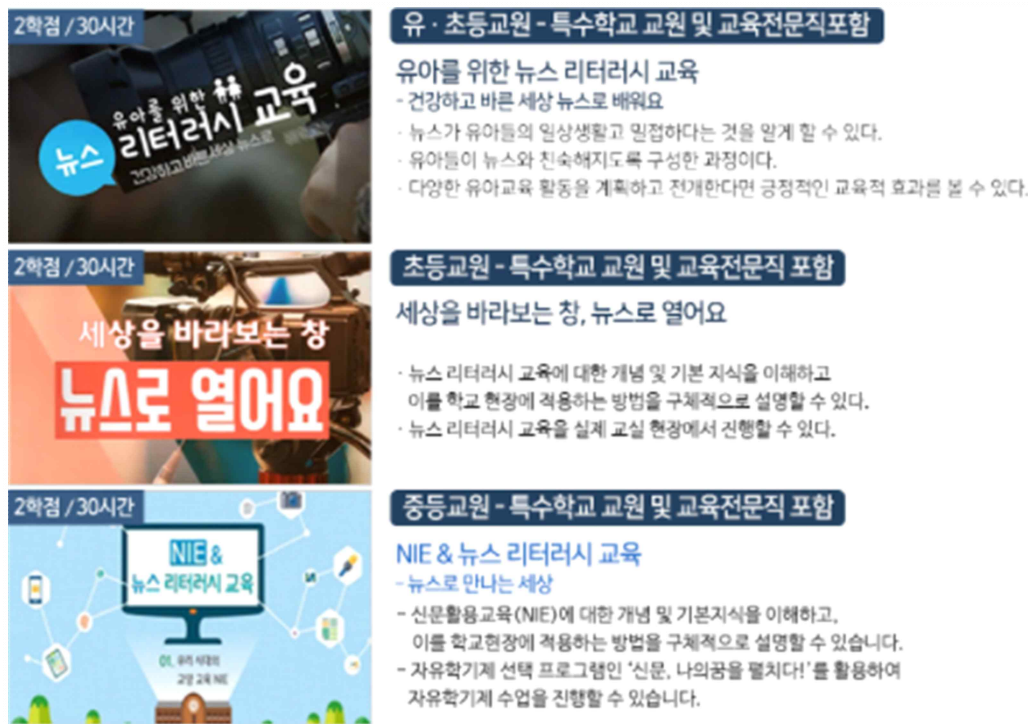 2학점 / 30시간
유아를 위한
뉴스 리터러시 교육
건강하고 바른 세상 뉴스로 배워요
유 · 초등교원 - 특수학교 교원 및 교육전문직포함
유아를 위한 뉴스 리터러시 교육
- 건강하고 바른 세상 뉴스로 배워요
· 뉴스가 유아들의 일상생활고 밀접하다는 것을 알게 할 수 있다.
· 유아들이 뉴스와 친숙해지도록 구성한 과정이다.
· 다양한 유아교육 활동을 계획하고 전개한다면 긍정적인 교육적 효과를 볼 수 있다.
2학점 / 30시간
세상을 바라보는 창
뉴스로 열어요
초등교원 - 특수학교 교원 및 교육전문직 포함
세상을 바라보는 창, 뉴스로 열어요
· 뉴스 리터러시 교육에 대한 개념 및 기본 지식을 이해하고
이를 학교 현장에 적용하는 방법을 구체적으로 설명할 수 있다.
· 뉴스 리터러시 교육을 실제 교실 현장에서 진행할 수 있다.
2학점 / 30시간
NIE &
뉴스 리터러시 교육
01. 우리 시대의
교양 교육 NIE
중등교원 - 특수학교 교원 및 교육전문직 포함
NIE & 뉴스 리터러시 교육
- 뉴스로 만나는 세상
- 신문활용교육(NIE)에 대한 개념 및 기본지식을 이해하고,
이를 학교현장에 적용하는 방법을 구체적으로 설명할 수 있습니다.
- 자유학기제 선택 프로그램인 '신문, 나의꿈을 펼치다!'를 활용하여
자유학기제 수업을 진행할 수 있습니다.